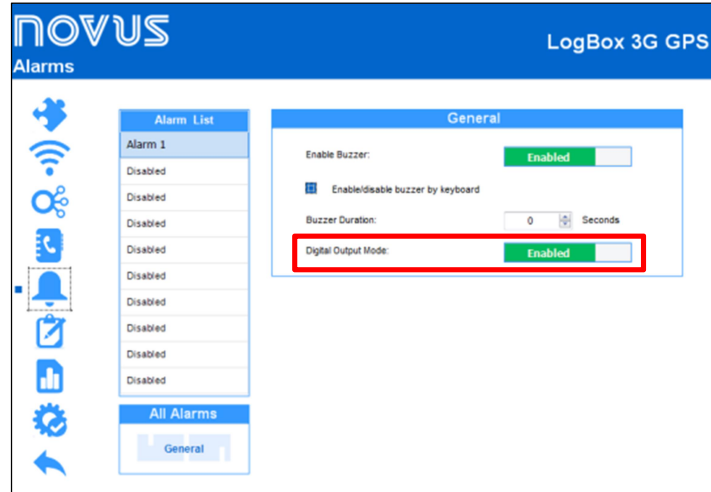 NOVUS
LogBox 3G GPS
Alarms
Alarm List
Alarm 1
Disabled
Disabled
Disabled
Disabled
Disabled
Disabled
Disabled
Disabled
Disabled
All Alarms
General
General
Enable Buzzer:
Enabled
Enable/disable buzzer by keyboard
Buzzer Duration:
0
Seconds
Digital Output Mode:
Enabled